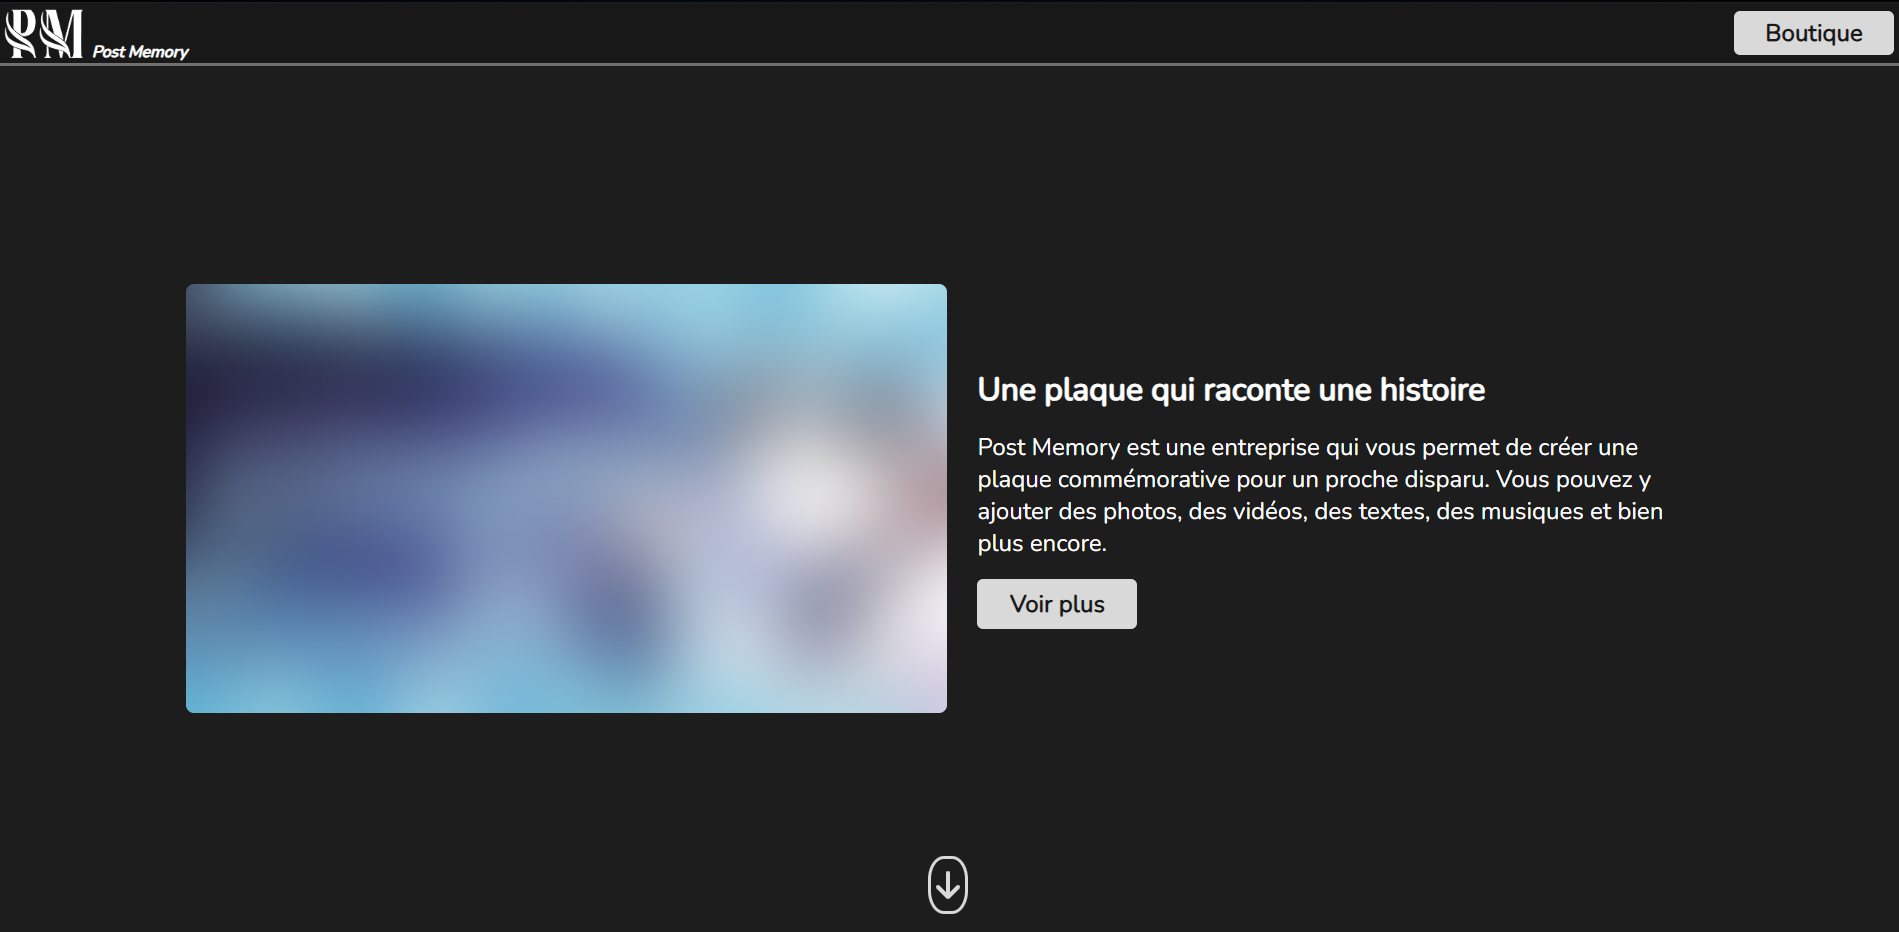 PM Post Memory
Boutique
Une plaque qui raconte une histoire
Post Memory est une entreprise qui vous permet de créer une
plaque commémorative pour un proche disparu. Vous pouvez y
ajouter des photos, des vidéos, des textes, des musiques et bien
plus encore.
Voir plus